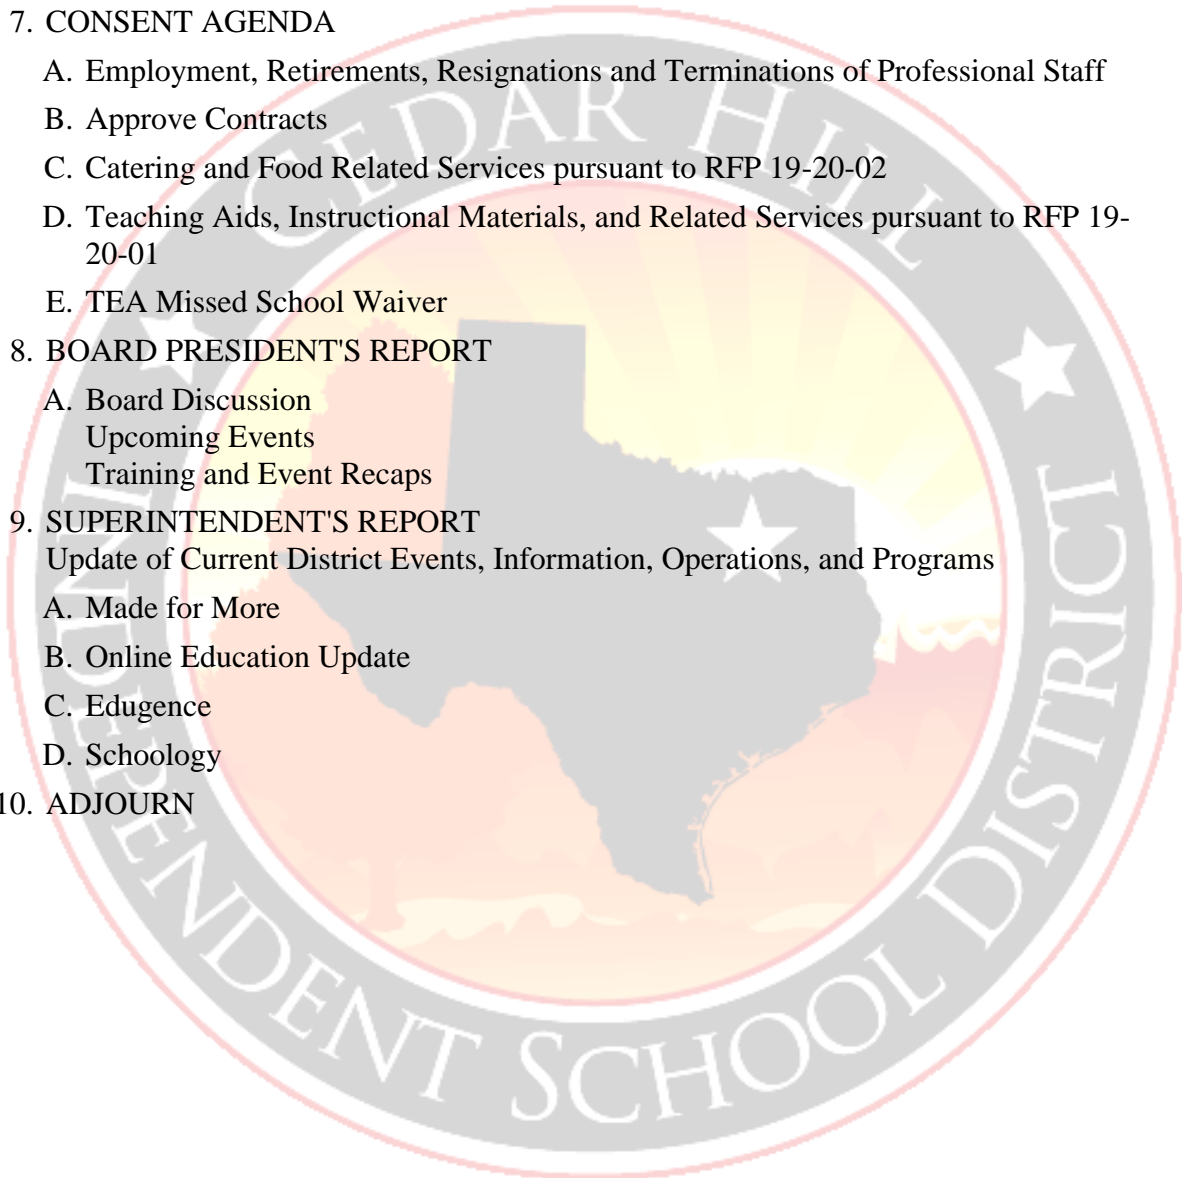 7. CONSENT AGENDA
A. Employment, Retirements, Resignations and Terminations of Professional Staff
B. Approve Contracts
C. Catering and Food Related Services pursuant to RFP 19-20-02
D. Teaching Aids, Instructional Materials, and Related Services pursuant to RFP 19-
20-01
E. TEA Missed School Waiver
8. BOARD PRESIDENT'S REPORT
A. Board Discussion
Upcoming Events
Training and Event Recaps
9. SUPERINTENDENT'S REPORT
Update of Current District Events, Information, Operations, and Programs
A. Made for More
B. Online Education Update
C. Edugence
D. Schoology
10. ADJOURN
CEDAR HILL
INDEPENDENT SCHOOL DISTRICT